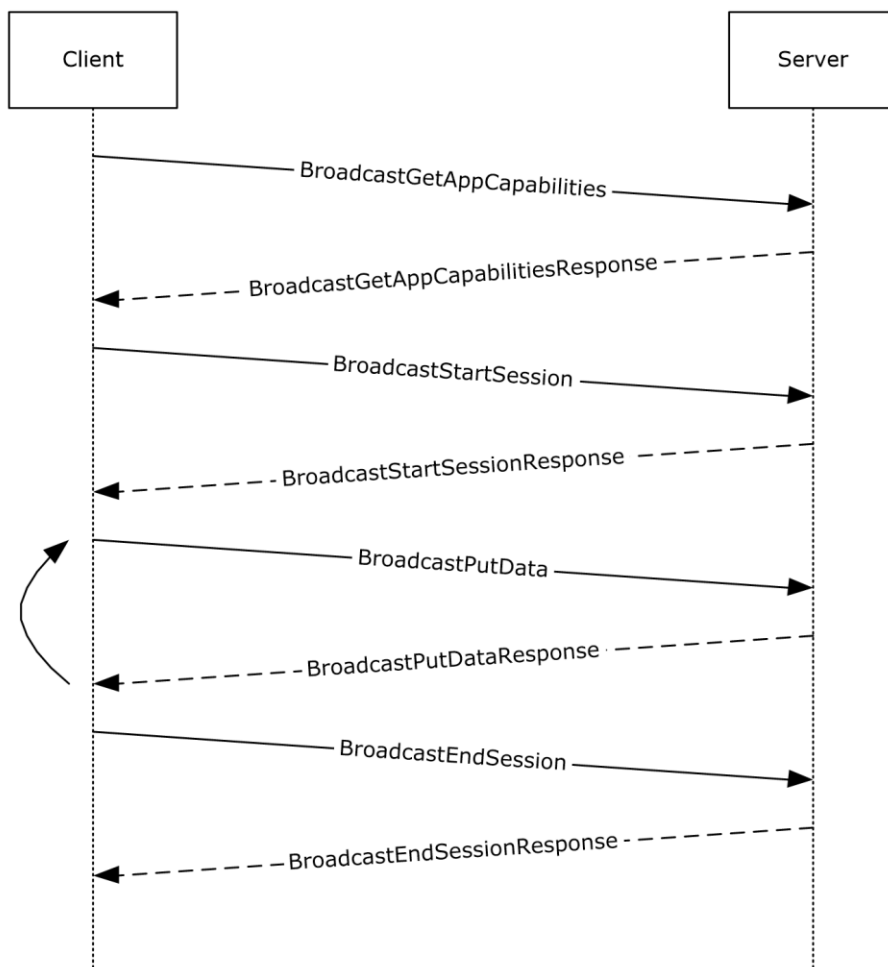 Client
Server
BroadcastGetAppCapabilities
BroadcastGetAppCapabilitiesResponse
BroadcastStartSession
BroadcastStartSessionResponse
BroadcastPutData
BroadcastPutDataResponse
BroadcastEndSession
BroadcastEndSessionResponse